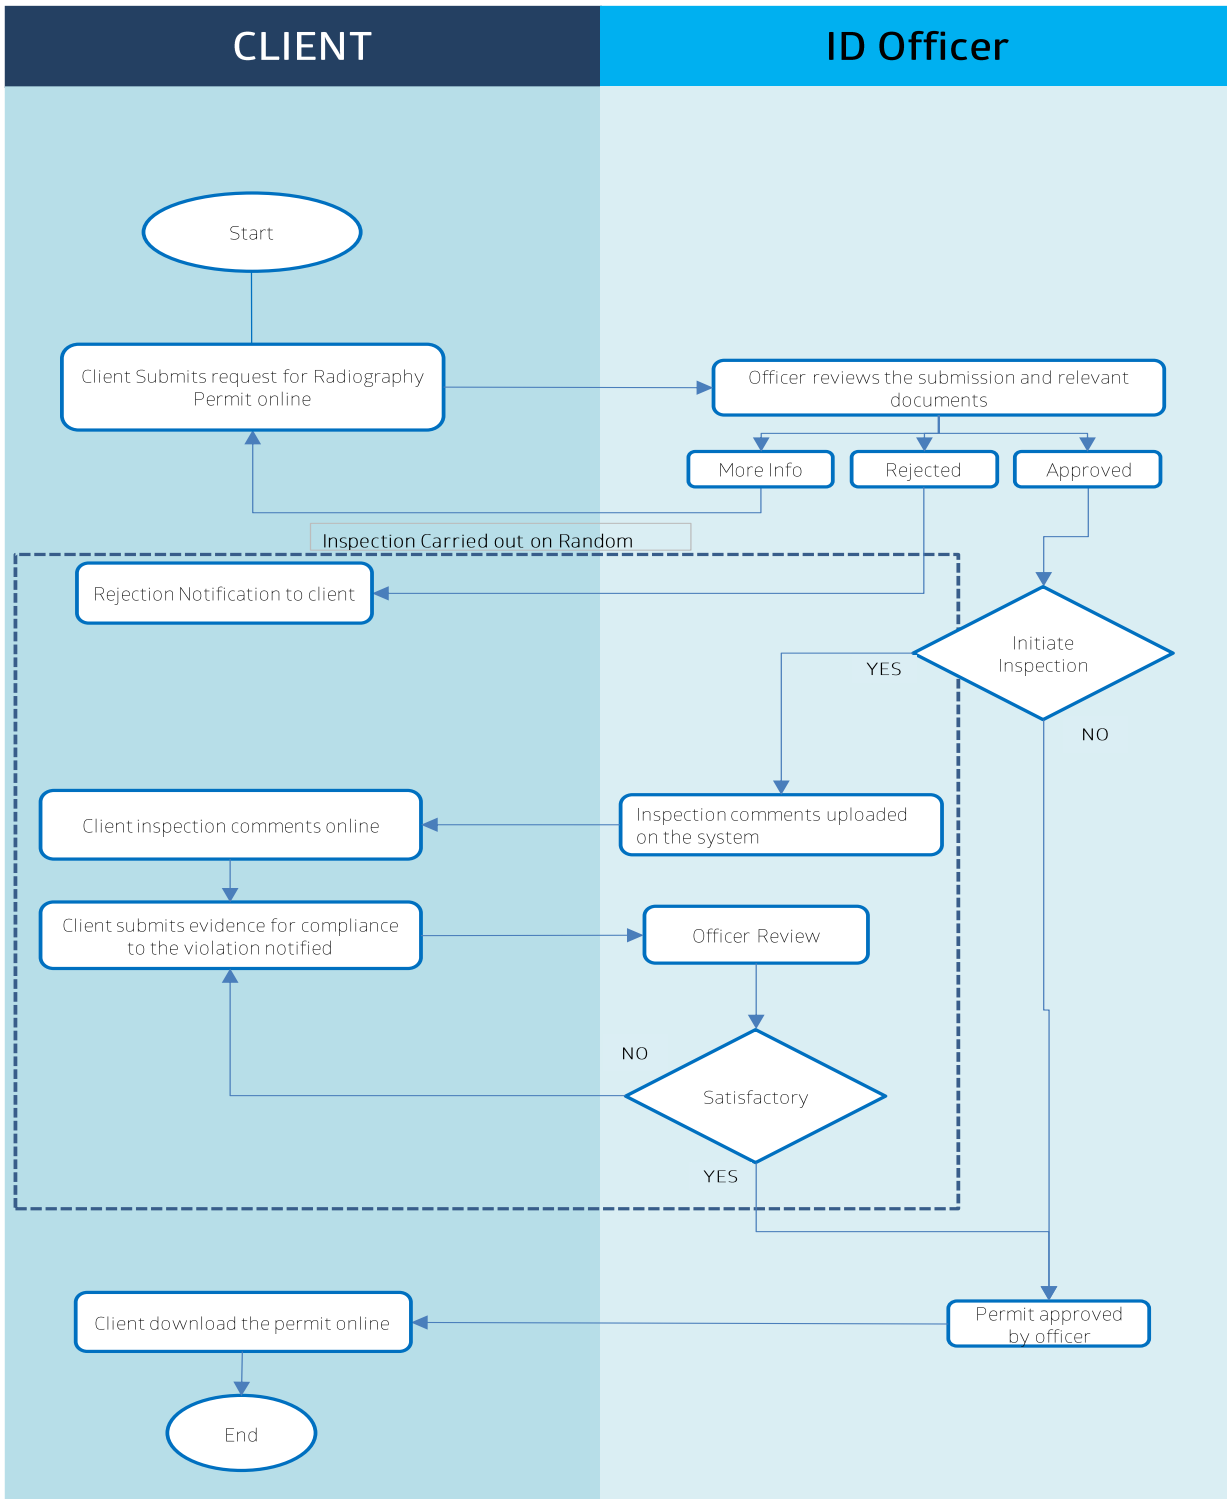 CLIENT
ID Officer
Start
Client Submits request for Radiography
Permit online
Officer reviews the submission and relevant
documents
More Info
Rejected
Approved
Inspection Carried out on Random
Rejection Notification to client
Initiate
Inspection
YES
NO
Client inspection comments online
Inspection comments uploaded
on the system
Client submits evidence for compliance
to the violation notified
Officer Review
NO
Satisfactory
YES
Client download the permit online
Permit approved
by officer
End